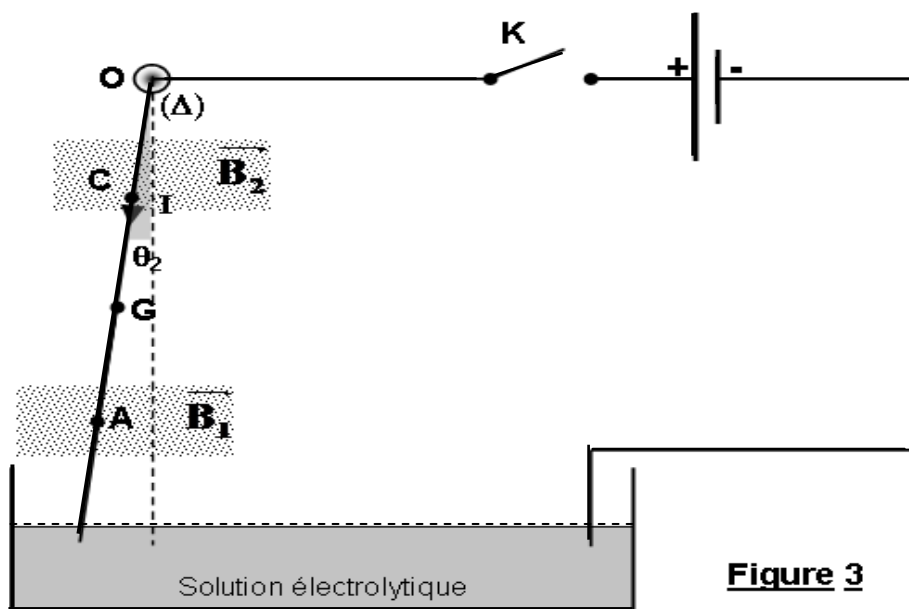 K
O
+ -
(Δ)
B₂
C
I
θ₂
G
A
B₁
Solution électrolytique
Figure 3